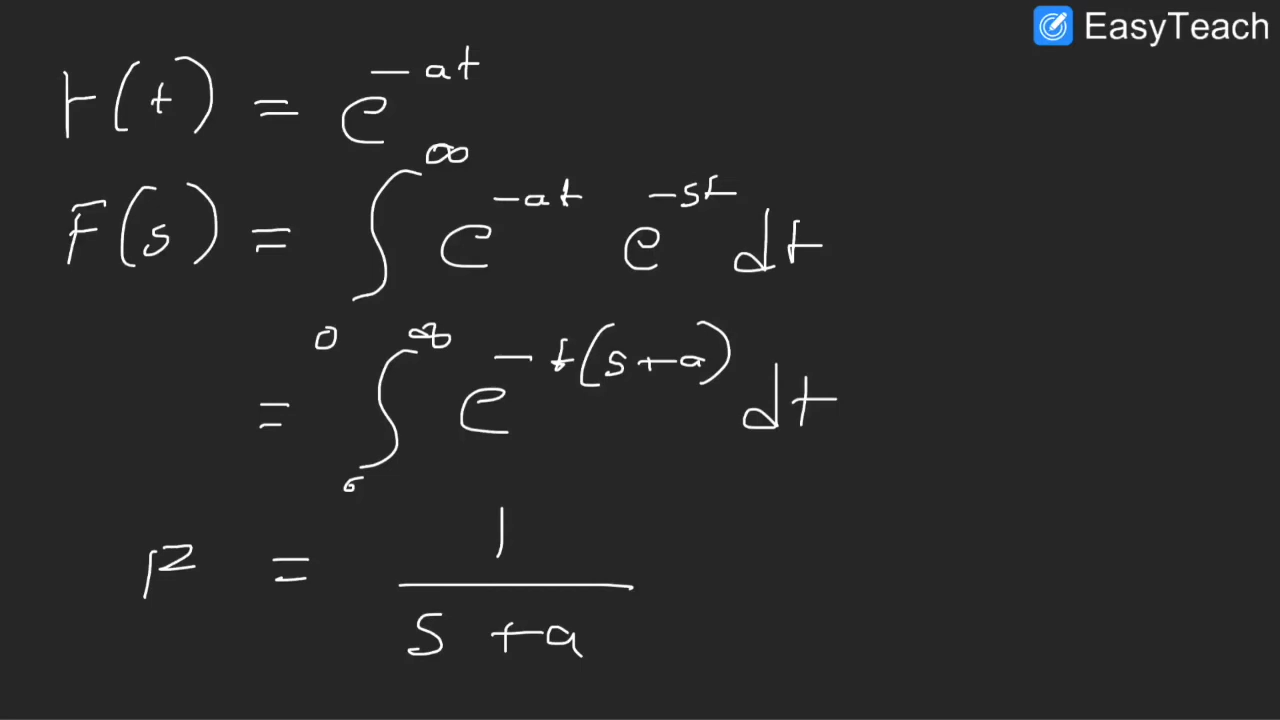 EasyTeach
F(t) = e^{-at}
F(s) = ∫_0^∞ e^{-at} e^{-st} dt
= ∫_0^∞ e^{-t(s+a)} dt
F = 1/(s+a)